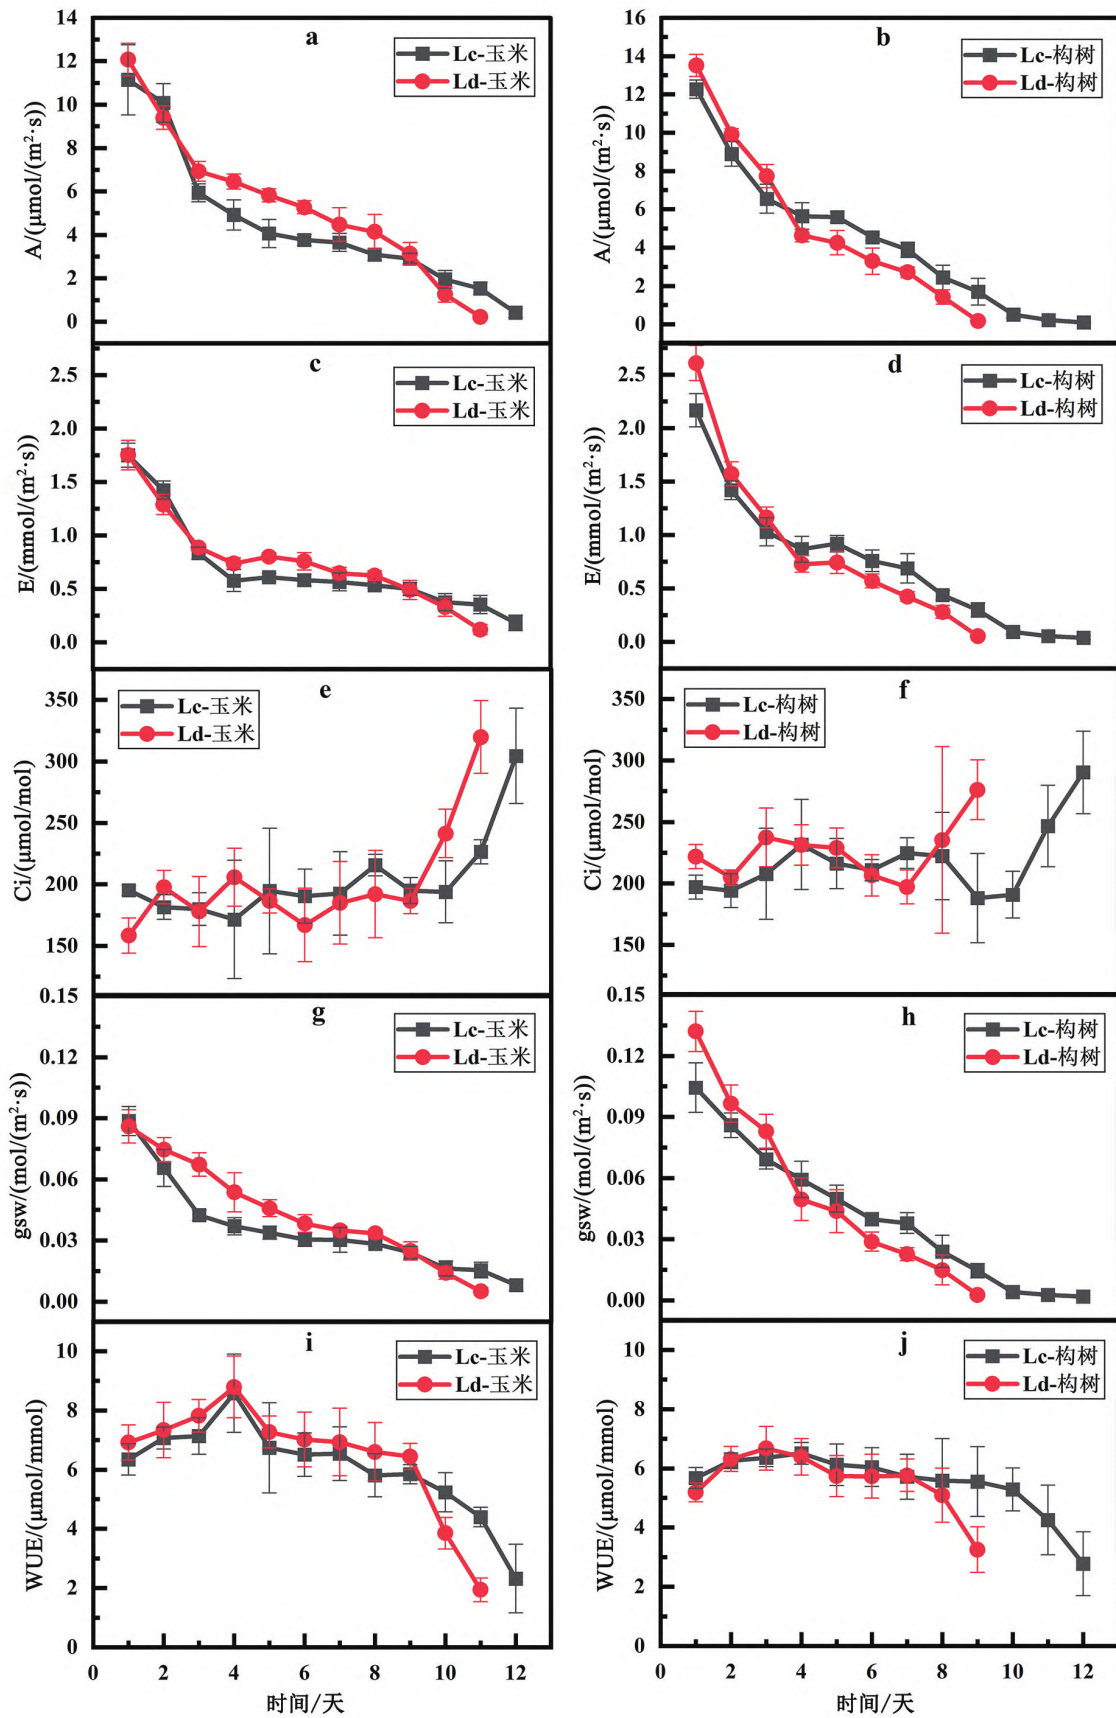 a
Lc-玉米
Ld-玉米
A/(μmol/(m²·s))
14
12
10
8
6
4
2
0
b
Lc-构树
Ld-构树
A/(μmol/(m²·s))
16
14
12
10
8
6
4
2
0
c
Lc-玉米
Ld-玉米
E/(mmol/(m²·s))
2.5
2.0
1.5
1.0
0.5
0.0
d
Lc-构树
Ld-构树
E/(mmol/(m²·s))
2.5
2.0
1.5
1.0
0.5
0.0
e
Lc-玉米
Ld-玉米
Ci/(μmol/mol)
350
300
250
200
150
f
Lc-构树
Ld-构树
Ci/(μmol/mol)
350
300
250
200
150
g
Lc-玉米
Ld-玉米
gsw/(mol/(m²·s))
0.15
0.12
0.09
0.06
0.03
0.00
h
Lc-构树
Ld-构树
gsw/(mol/(m²·s))
0.15
0.12
0.09
0.06
0.03
0.00
i
Lc-玉米
Ld-玉米
WUE/(μmol/mmol)
10
8
6
4
2
0
0 2 4 6 8 10 12
时间/天
j
Lc-构树
Ld-构树
WUE/(μmol/mmol)
10
8
6
4
2
0
0 2 4 6 8 10 12
时间/天